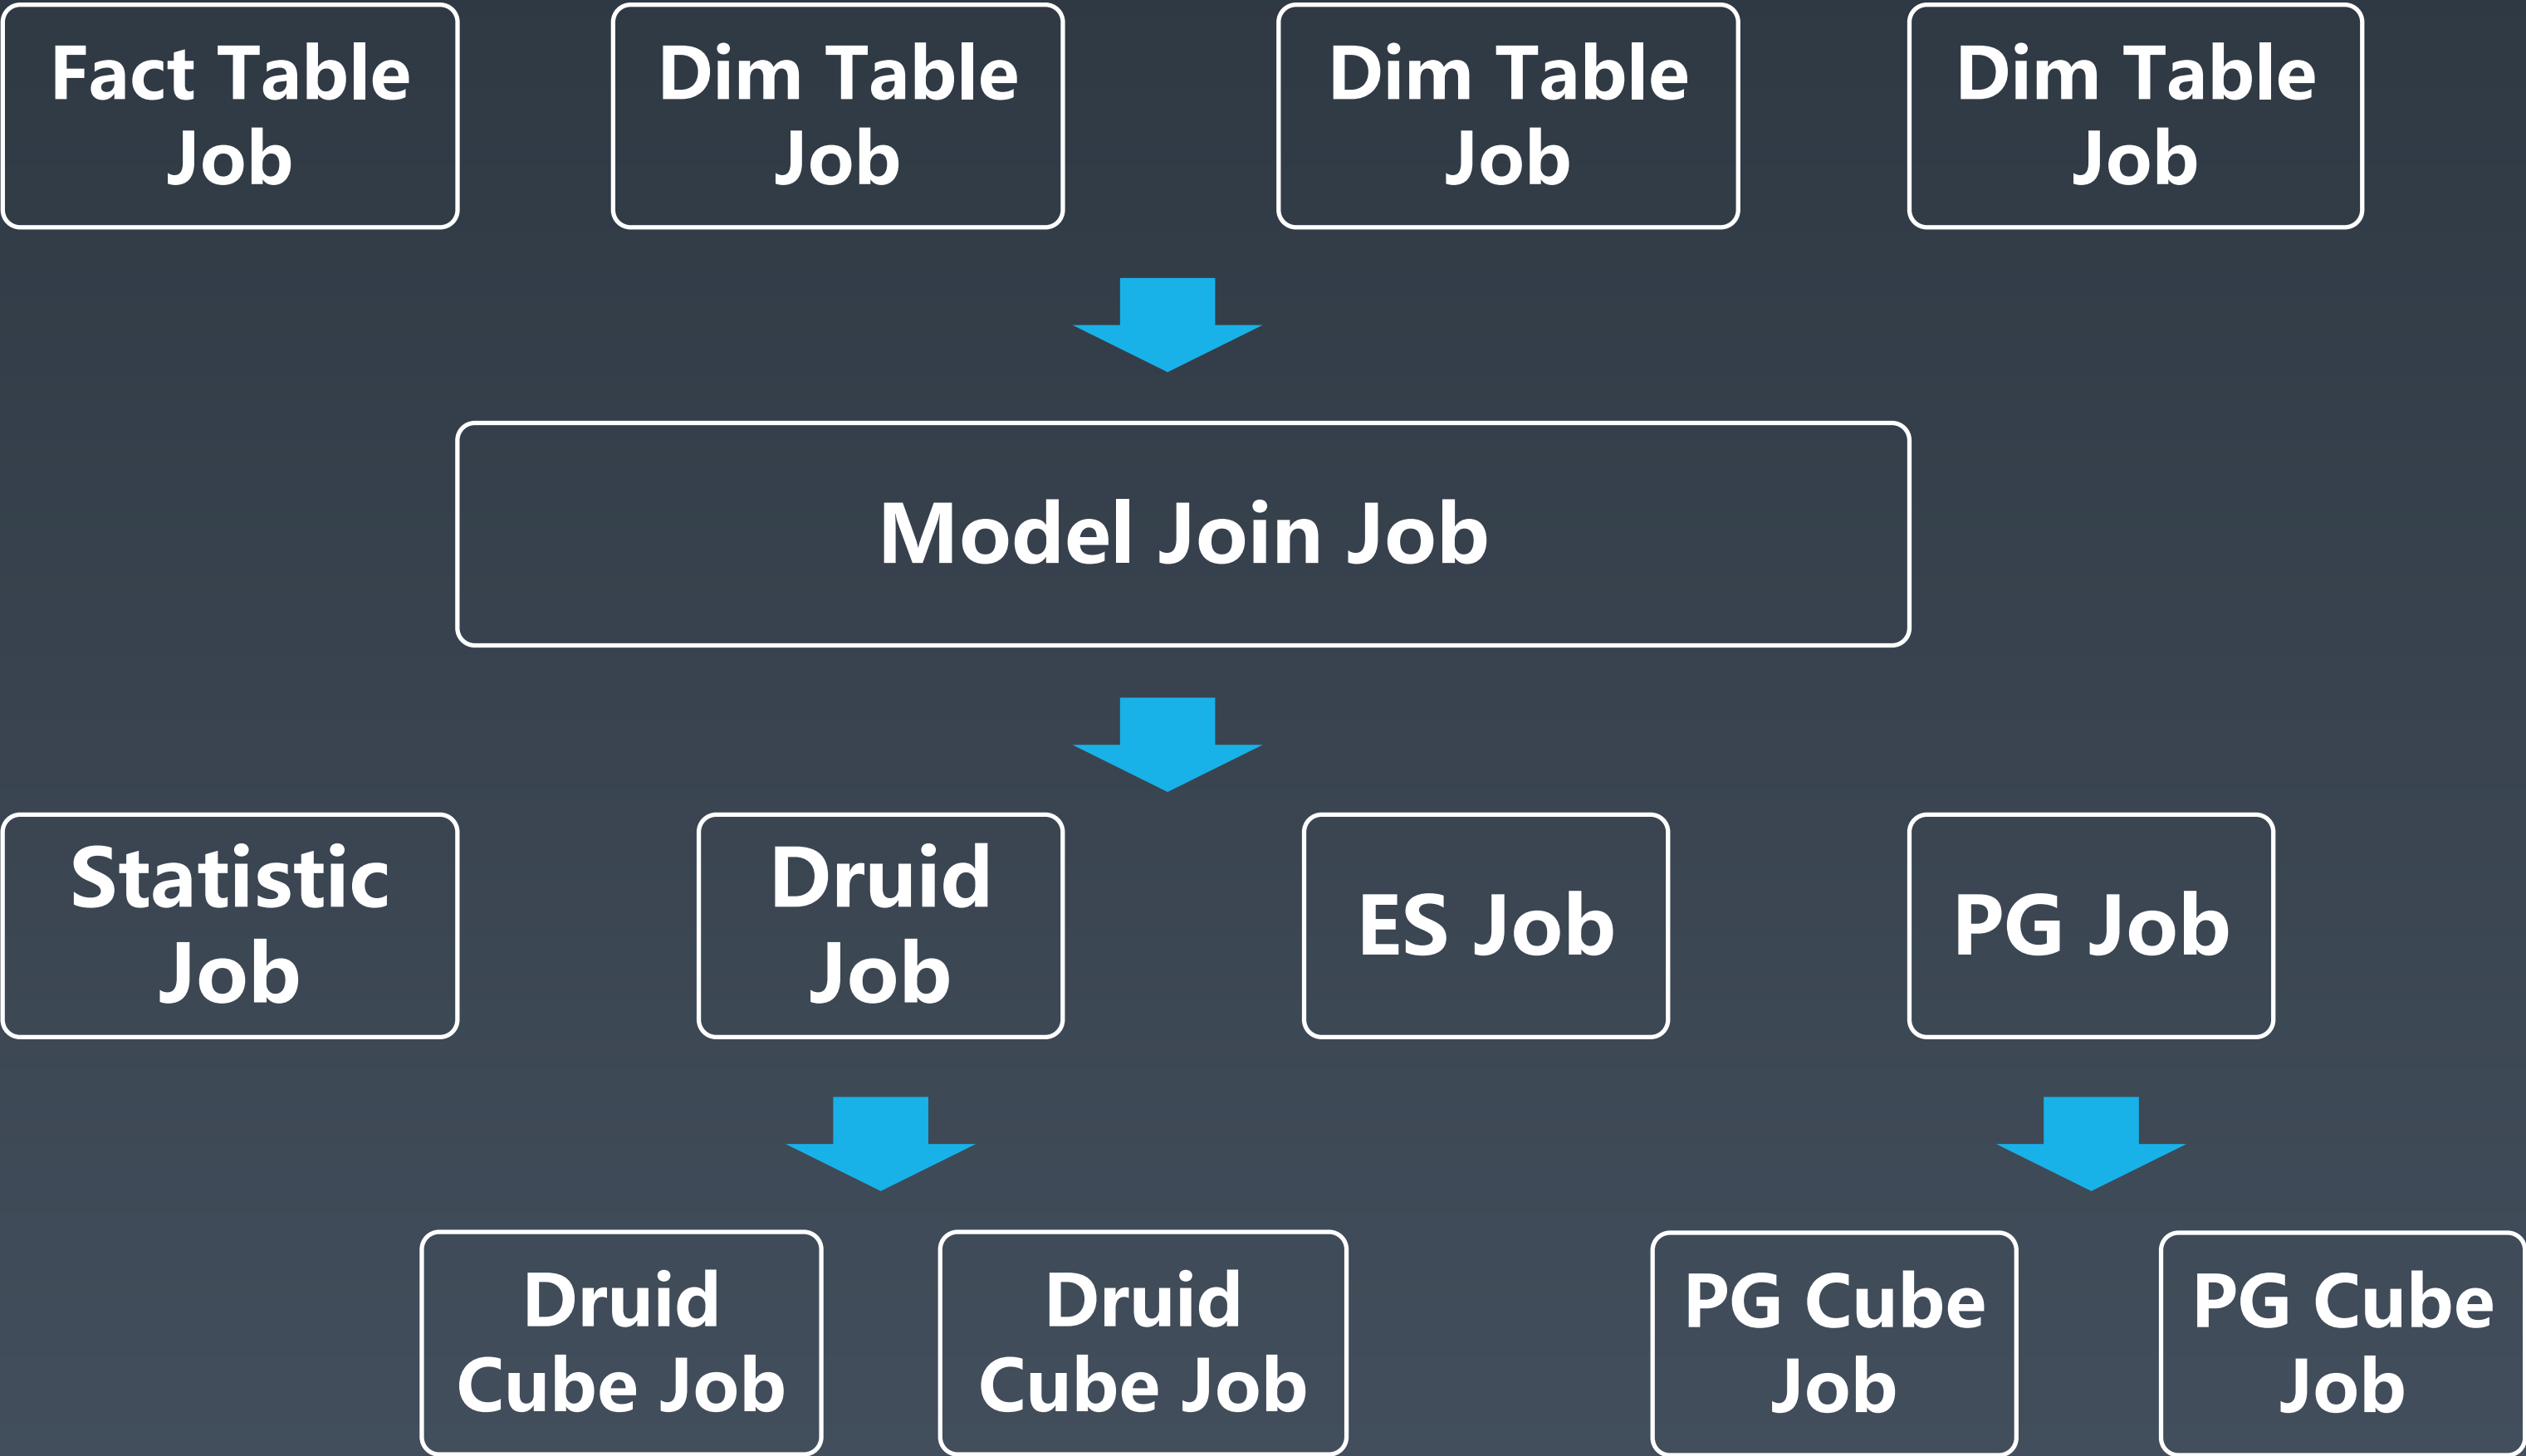 Fact Table
Job
Dim Table
Job
Dim Table
Job
Dim Table
Job
Model Join Job
Statistic
Job
Druid
Job
ES Job
PG Job
Druid
Cube Job
Druid
Cube Job
PG Cube
Job
PG Cube
Job